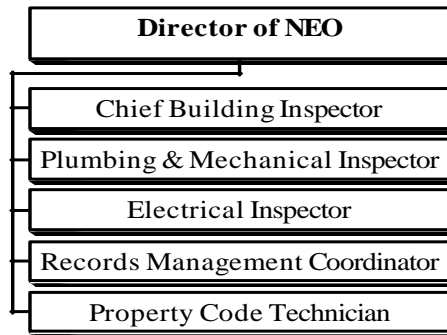 Director of NEO
Chief Building Inspector
Plumbing & Mechanical Inspector
Electrical Inspector
Records Management Coordinator
Property Code Technician